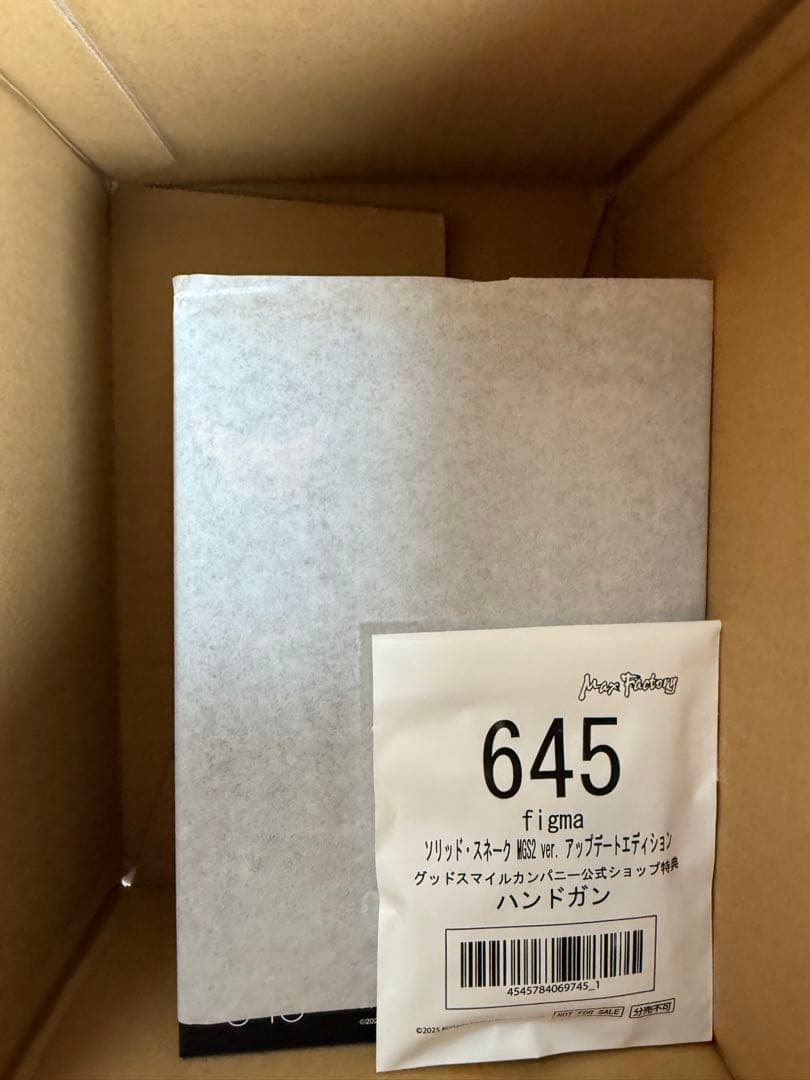 Max Factory
645
figma
ソリッド・スネーク MGS2 ver. アップデートエディション
グッドスマイルカンパニー公式ショップ特典
ハンドガン
4545784069745_1
NOT FOR SALE
分売不可
©2025